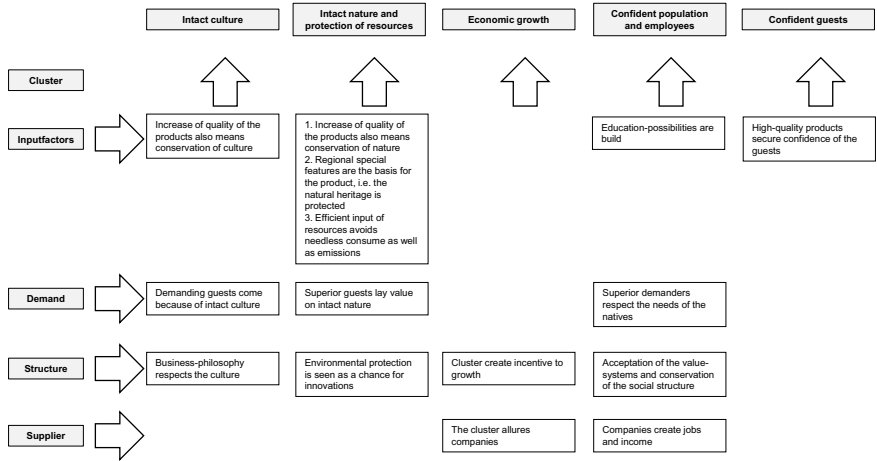 Intact culture
Intact nature and
protection of resources
Economic growth
Confident population
and employees
Confident guests
Cluster
Inputfactors
Increase of quality of the
products also means
conservation of culture
1. Increase of quality of
the products also means
conservation of nature
2. Regional special
features are the basis for
the product, i.e. the
natural heritage is
protected
3. Efficient input of
resources avoids
needless consume as well
as emissions
Education-possibilities are
build
High-quality products
secure confidence of the
guests
Demand
Demanding guests come
because of intact culture
Superior guests lay value
on intact nature
Superior demanders
respect the needs of the
natives
Structure
Business-philosophy
respects the culture
Environmental protection
is seen as a chance for
innovations
Cluster create incentive to
growth
Acceptation of the value-
systems and conservation
of the social structure
Supplier
The cluster allures
companies
Companies create jobs
and income